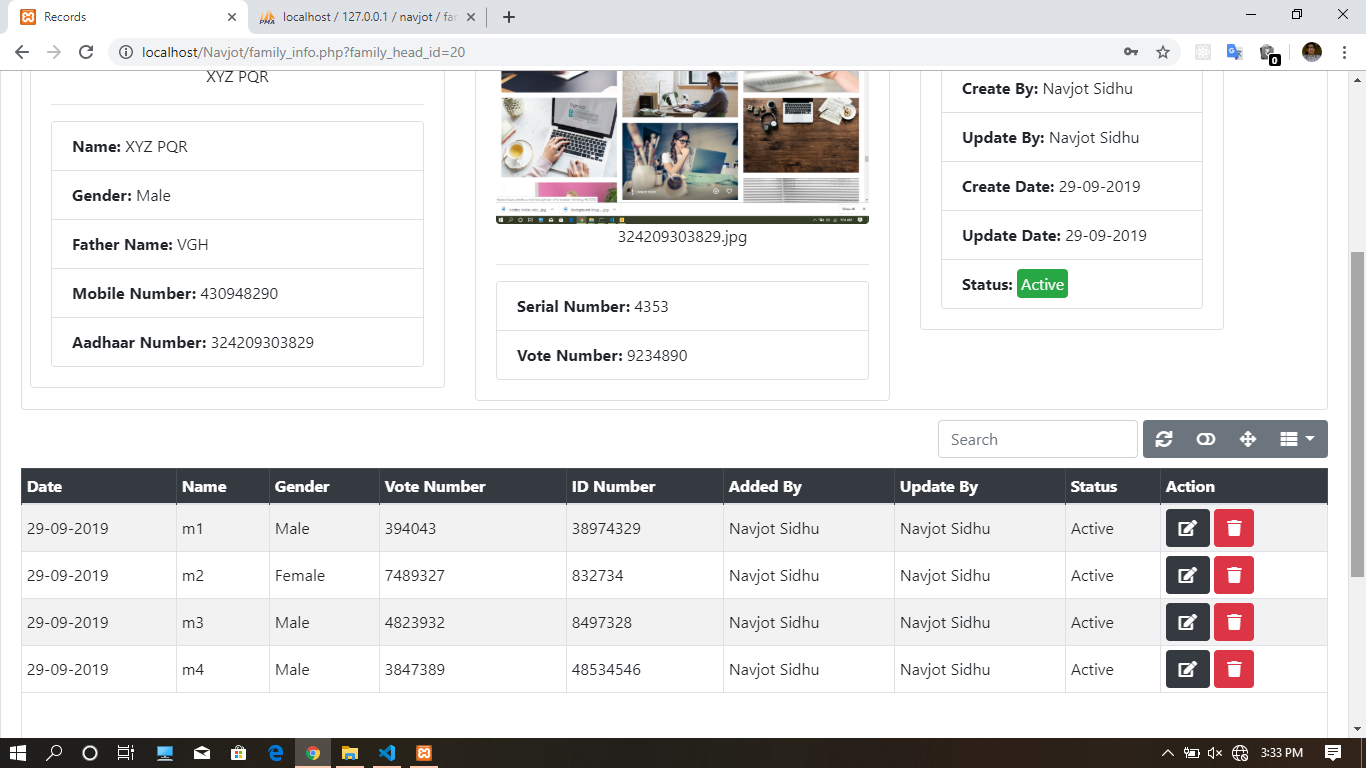 Records
localhost / 127.0.0.1 / navjot / fan
localhost/Navjot/family_info.php?family_head_id=20
0
XYZ PQR
Name: XYZ PQR
Gender: Male
Father Name: VGH
Mobile Number: 430948290
Aadhaar Number: 324209303829
324209303829.jpg
Serial Number: 4353
Vote Number: 9234890
Create By: Navjot Sidhu
Update By: Navjot Sidhu
Create Date: 29-09-2019
Update Date: 29-09-2019
Status: Active
Search
Date Name Gender Vote Number ID Number Added By Update By Status Action
29-09-2019 m1 Male 394043 38974329 Navjot Sidhu Navjot Sidhu Active
29-09-2019 m2 Female 7489327 832734 Navjot Sidhu Navjot Sidhu Active
29-09-2019 m3 Male 4823932 8497328 Navjot Sidhu Navjot Sidhu Active
29-09-2019 m4 Male 3847389 48534546 Navjot Sidhu Navjot Sidhu Active
3:33 PM